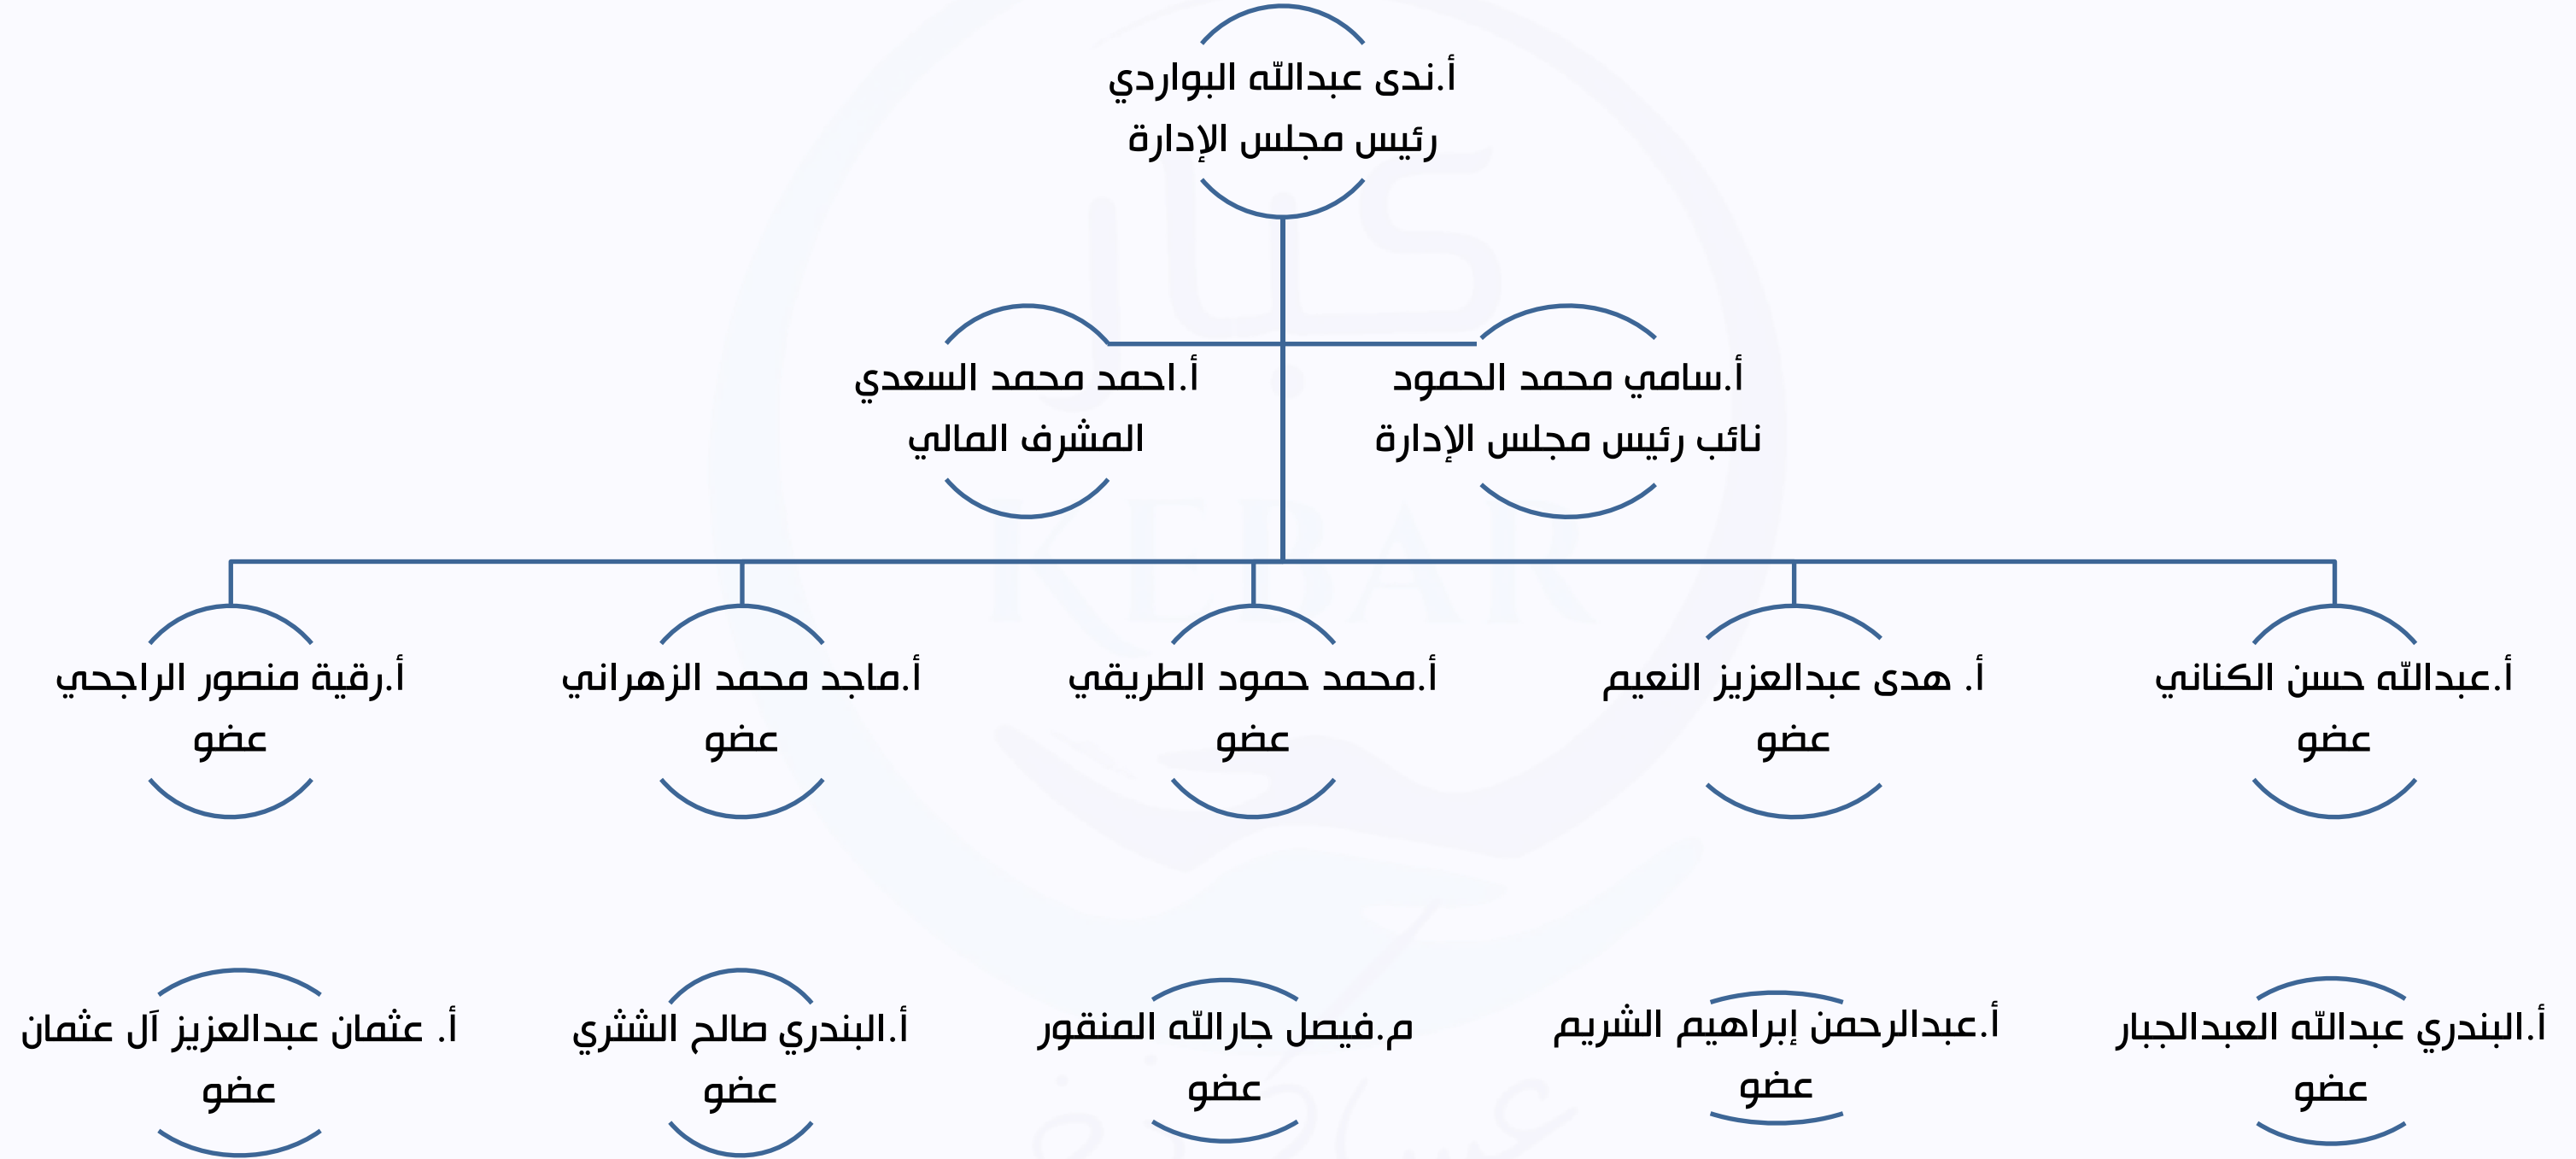 أ.ندى عبدالله البواردي
رئيس مجلس الإدارة
أ.سامي محمد الحمود
نائب رئيس مجلس الإدارة
أ.احمد محمد السعدي
المشرف المالي
أ.عبدالله حسن الكناني
عضو
أ. هدى عبدالعزيز النعيم
عضو
أ.محمد حمود الطريقي
عضو
أ.ماجد محمد الزهراني
عضو
أ.رقية منصور الراجحي
عضو
أ.البندري عبدالله العبدالجبار
عضو
أ.عبدالرحمن إبراهيم الشريم
عضو
م.فيصل جارالله المنقور
عضو
أ.البندري صالح الشثري
عضو
أ. عثمان عبدالعزيز آل عثمان
عضو
كبار
KEBAR